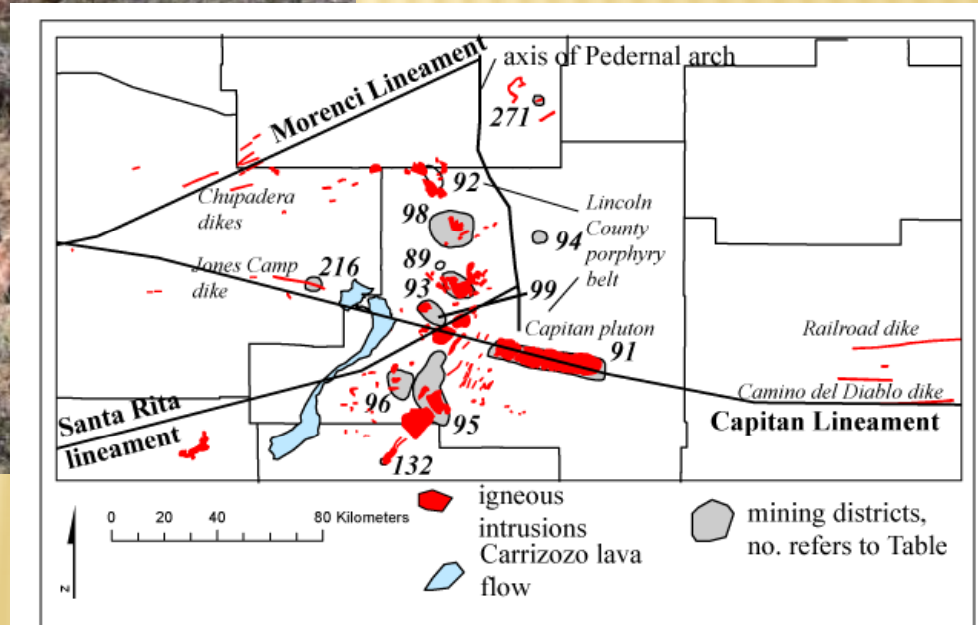 Morenci Lineament
axis of Pedernal arch
271
92
Chupadera
dikes
98
Lincoln
County
porphyry
belt
94
89
Jones Camp
dike
216
93
99
Capitan pluton
91
Railroad dike
Camino del Diablo dike
Capitan Lineament
Santa Rita
lineament
96
95
132
0 20 40 80 Kilometers
igneous
intrusions
Carrizozo lava
flow
mining districts,
no. refers to Table
N